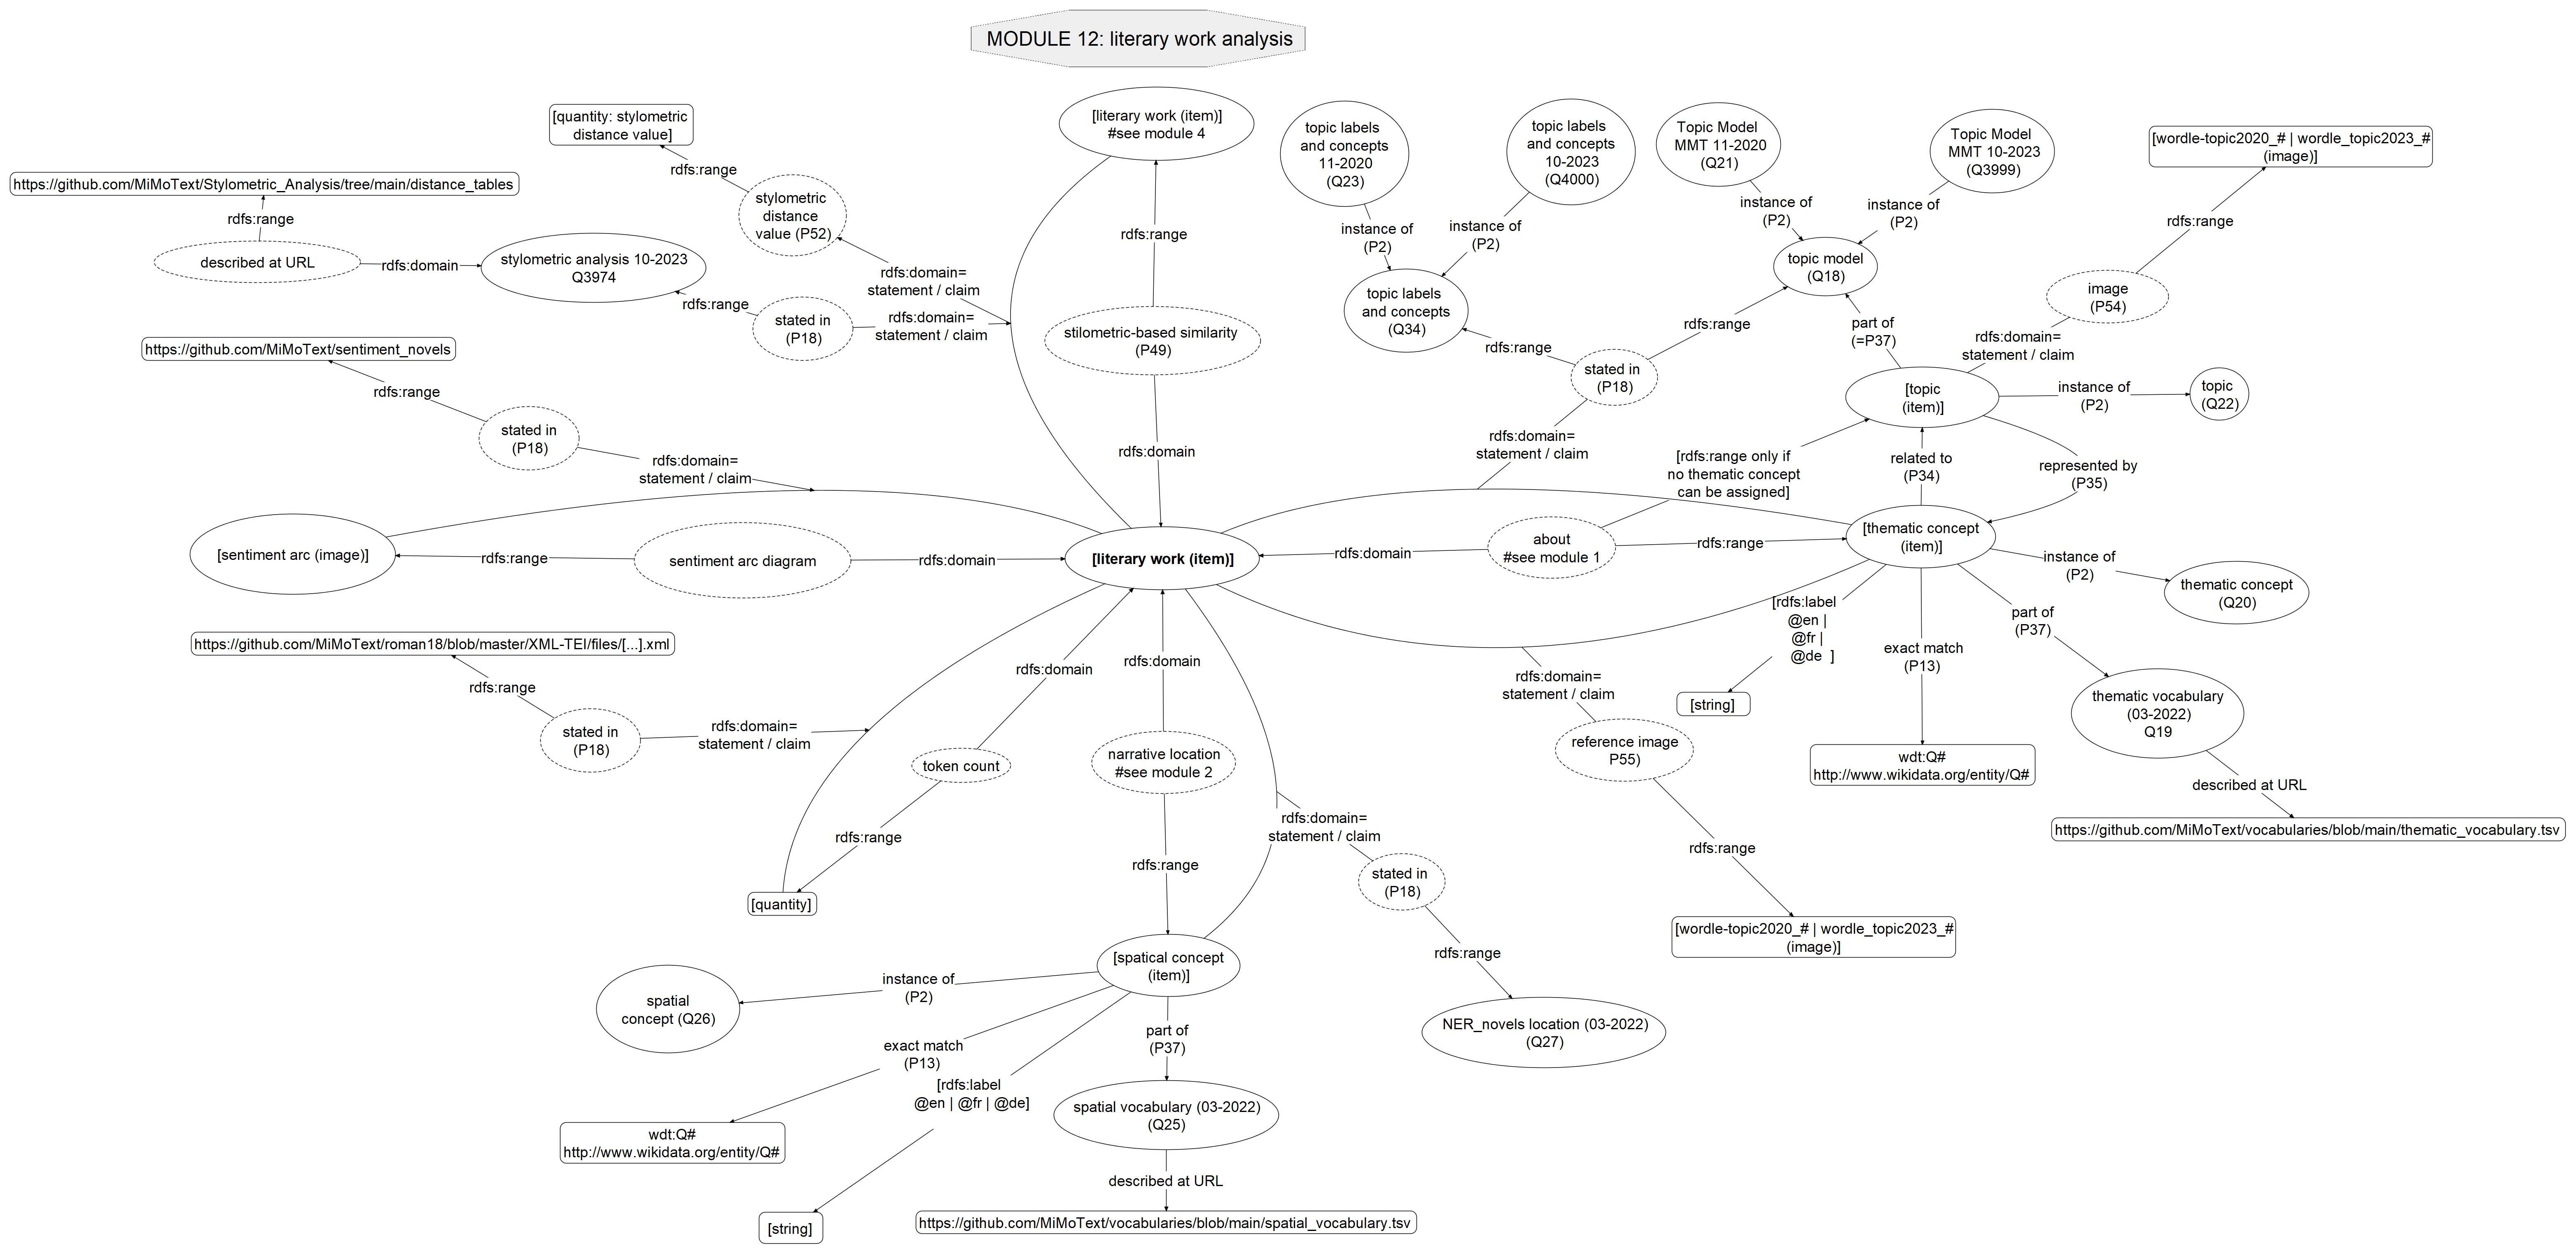 MODULE 12: literary work analysis
[quantity: stylometric
distance value]
[literary work (item)]
#see module 4
topic labels
and concepts
11-2020
(Q23)
topic labels
and concepts
10-2023
(Q4000)
Topic Model
MMT 11-2020
(Q21)
Topic Model
MMT 10-2023
(Q3999)
[wordle-topic2020_# | wordle_topic2023_#
(image)]
rdfs:range
https://github.com/MiMoText/Stylometric_Analysis/tree/main/distance_tables
stylometric
distance
value (P52)
rdfs:range
rdfs:range
instance of
(P2)
instance of
(P2)
instance of
(P2)
instance of
(P2)
rdfs:range
described at URL
rdfs:domain
stylometric analysis 10-2023
Q3974
rdfs:domain=
statement / claim
topic labels
and concepts
(Q34)
topic model
(Q18)
image
(P54)
rdfs:range
stated in
(P18)
rdfs:domain=
statement / claim
stilometric-based similarity
(P49)
rdfs:range
rdfs:range
part of
(=P37)
rdfs:domain=
statement / claim
https://github.com/MiMoText/sentiment_novels
rdfs:range
stated in
(P18)
stated in
(P18)
[topic
(item)]
instance of
(P2)
topic
(Q22)
rdfs:domain=
statement / claim
rdfs:domain
rdfs:domain=
statement / claim
[rdfs:range only if
no thematic concept
can be assigned]
related to
(P34)
represented by
(P35)
[sentiment arc (image)]
rdfs:range
sentiment arc diagram
rdfs:domain
[literary work (item)]
rdfs:domain
about
#see module 1
rdfs:range
[thematic concept
(item)]
instance of
(P2)
thematic concept
(Q20)
https://github.com/MiMoText/roman18/blob/master/XML-TEI/files/[...].xml
rdfs:range
rdfs:domain
rdfs:domain
rdfs:domain=
statement / claim
[rdfs:label
@en |
@fr |
@de  ]
exact match
(P13)
part of
(P37)
[string]
thematic vocabulary
(03-2022)
Q19
stated in
(P18)
rdfs:domain=
statement / claim
token count
narrative location
#see module 2
reference image
P55)
wdt:Q#
http://www.wikidata.org/entity/Q#
described at URL
https://github.com/MiMoText/vocabularies/blob/main/thematic_vocabulary.tsv
rdfs:range
rdfs:range
rdfs:domain=
statement / claim
rdfs:range
[quantity]
stated in
(P18)
[wordle-topic2020_# | wordle_topic2023_#
(image)]
rdfs:range
[spatical concept
(item)]
instance of
(P2)
spatial
concept (Q26)
NER_novels location (03-2022)
(Q27)
exact match
(P13)
part of
(P37)
[rdfs:label
@en | @fr | @de]
spatial vocabulary (03-2022)
(Q25)
wdt:Q#
http://www.wikidata.org/entity/Q#
described at URL
[string]
https://github.com/MiMoText/vocabularies/blob/main/spatial_vocabulary.tsv